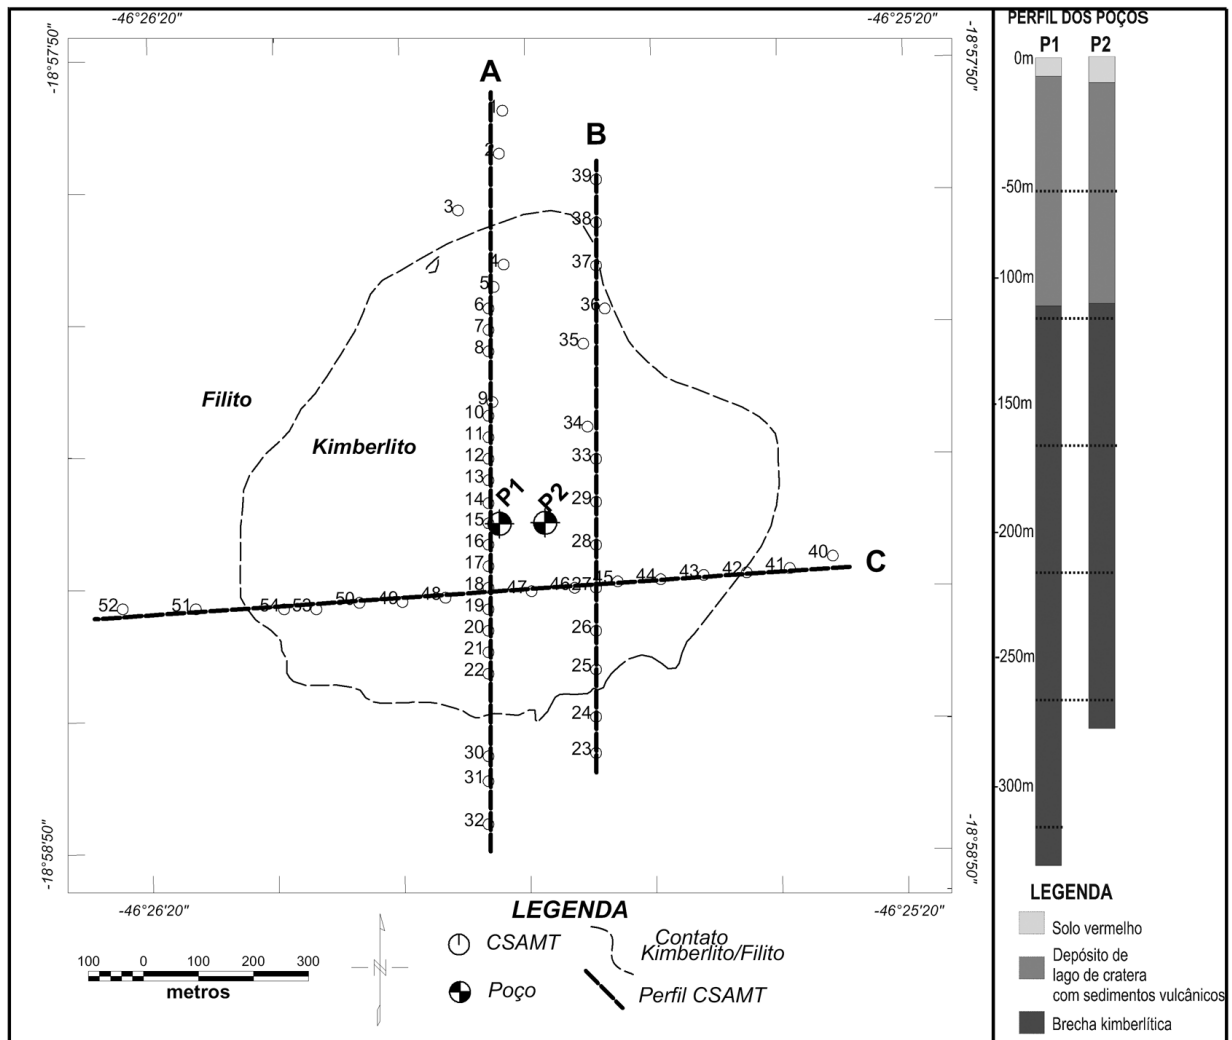 -46°26'20"
-46°25'20"
-18°57'50"
-18°57'50"
A
B
1
2
39
3
38
4
37
5
6
36
7
8
35
9
10
34
11
12
33
13
14
29
15
16
28
17
18
19
20
26
21
25
22
24
30
23
31
32
Filito
Kimberlito
P1
P2
C
52
51
54
53
50
49
48
47
46
27
45
44
43
42
41
40
-18°58'50"
-18°58'50"
-46°26'20"
-46°25'20"
LEGENDA
CSAMT
Contato
Kimberlito/Filito
Poço
Perfil CSAMT
100 0 100 200 300
metros
N
PERFIL DOS POÇOS
P1 P2
0m
-50m
-100m
-150m
-200m
-250m
-300m
LEGENDA
Solo vermelho
Depósito de
lago de cratera
com sedimentos vulcânicos
Brecha kimberlítica